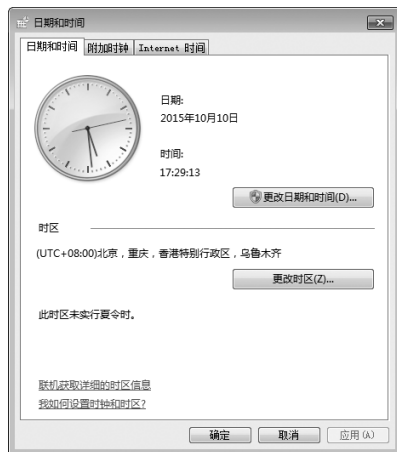 日期和时间
日期和时间 附加时钟 Internet 时间
日期:
2015年10月10日
时间:
17:29:13
更改日期和时间(D)...
时区
(UTC+08:00)北京，重庆，香港特别行政区，乌鲁木齐
更改时区(Z)...
此时区未实行夏令时。
联机获取详细的时区信息
我如何设置时钟和时区?
确定 取消 应用(A)